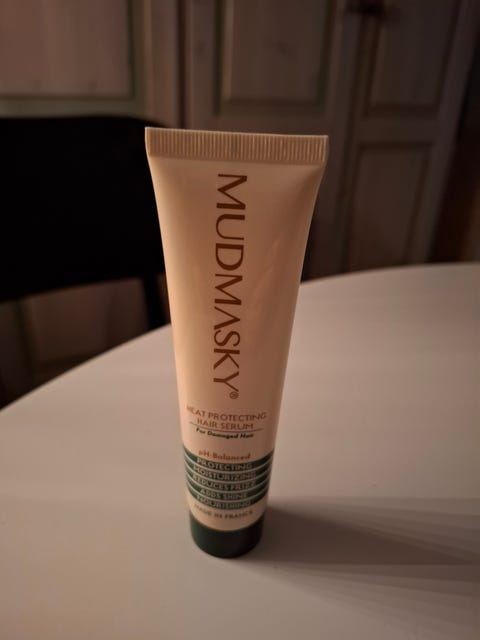 MUDMASKY®
HEAT PROTECTING
HAIR SERUM
For Damaged Hair
pH-Balanced
PROTECTING
MOISTURIZING
REDUCES FRIZZ
ADDS SHINE
NOURISHING
MADE IN FRANCE